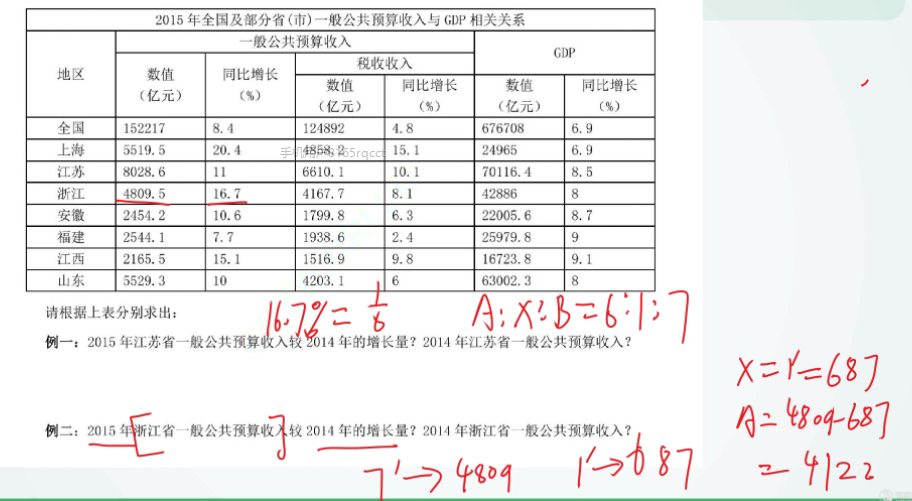 2015年全国及部分省(市)一般公共预算收入与GDP相关关系
地区 一般公共预算收入 GDP
税收收入
数值(亿元) 同比增长(%) 数值(亿元) 同比增长(%) 数值(亿元) 同比增长(%)
全国 152217 8.4 124892 4.8 676708 6.9
上海 5519.5 20.4 4858.2 15.1 24965 6.9
江苏 8028.6 11 6610.1 10.1 70116.4 8.5
浙江 4809.5 16.7 4167.7 8.1 42886 8
安徽 2454.2 10.6 1799.8 6.3 22005.6 8.7
福建 2544.1 7.7 1938.6 2.4 25979.8 9
江西 2165.5 15.1 1516.9 9.8 16723.8 9.1
山东 5529.3 10 4203.1 6 63002.3 8
请根据上表分别求出:
16.7%=1/6 A:X:B=6:1:7
例一：2015年江苏省一般公共预算收入较2014年的增长量？2014年江苏省一般公共预算收入？
X=1'=687
A=4809-687
=4122
例二：2015年[浙江省一般公共预算收入]较2014年的增长量？2014年浙江省一般公共预算收入？
7'→4809 1'→687